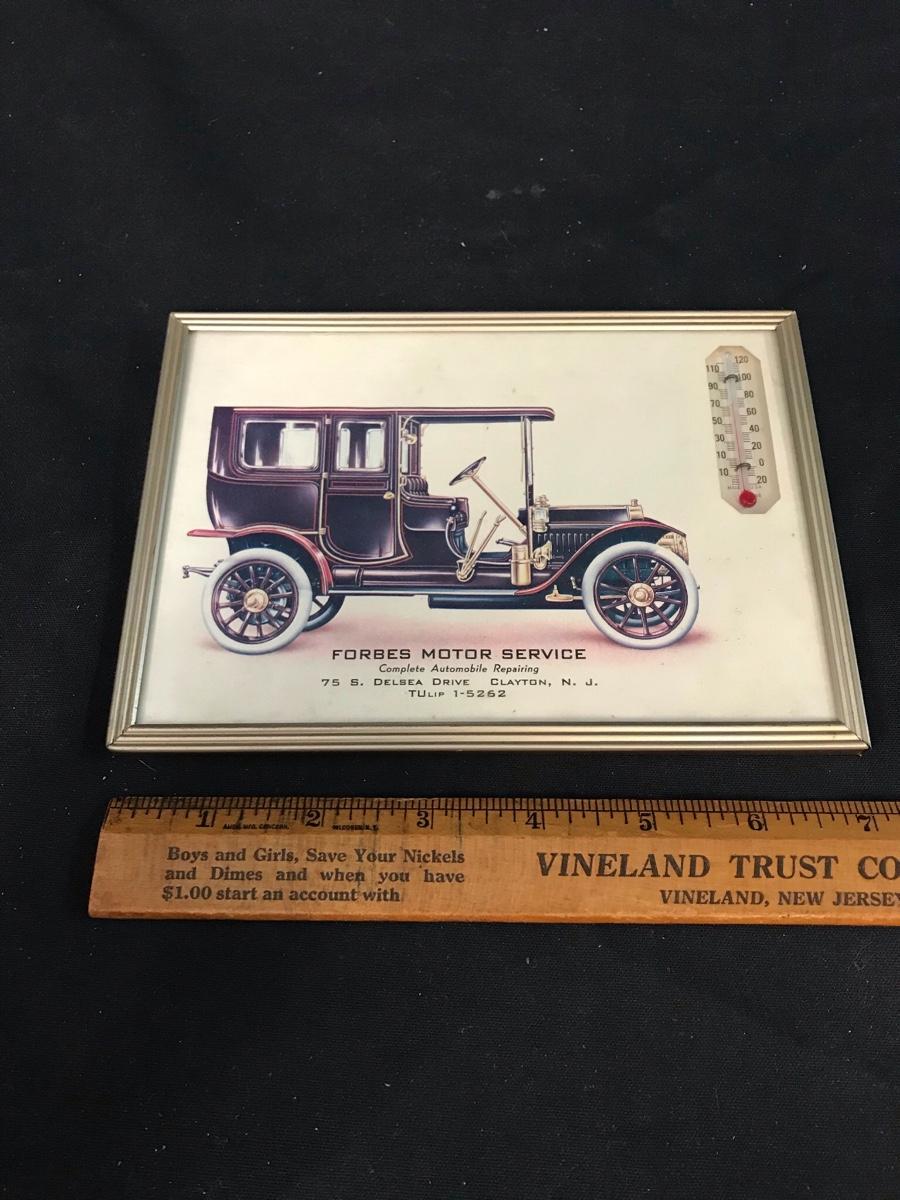 120
110
100
90
80
70
60
50
40
30
20
10
0
10
20
FORBES MOTOR SERVICE
Complete Automobile Repairing
75 S. DELSEA DRIVE CLAYTON, N. J.
TULIP 1-5262
1 2 3 4 5 6 7
Boys and Girls, Save Your Nickels
and Dimes and when you have
$1.00 start an account with
VINELAND TRUST CO
VINELAND, NEW JERSEY